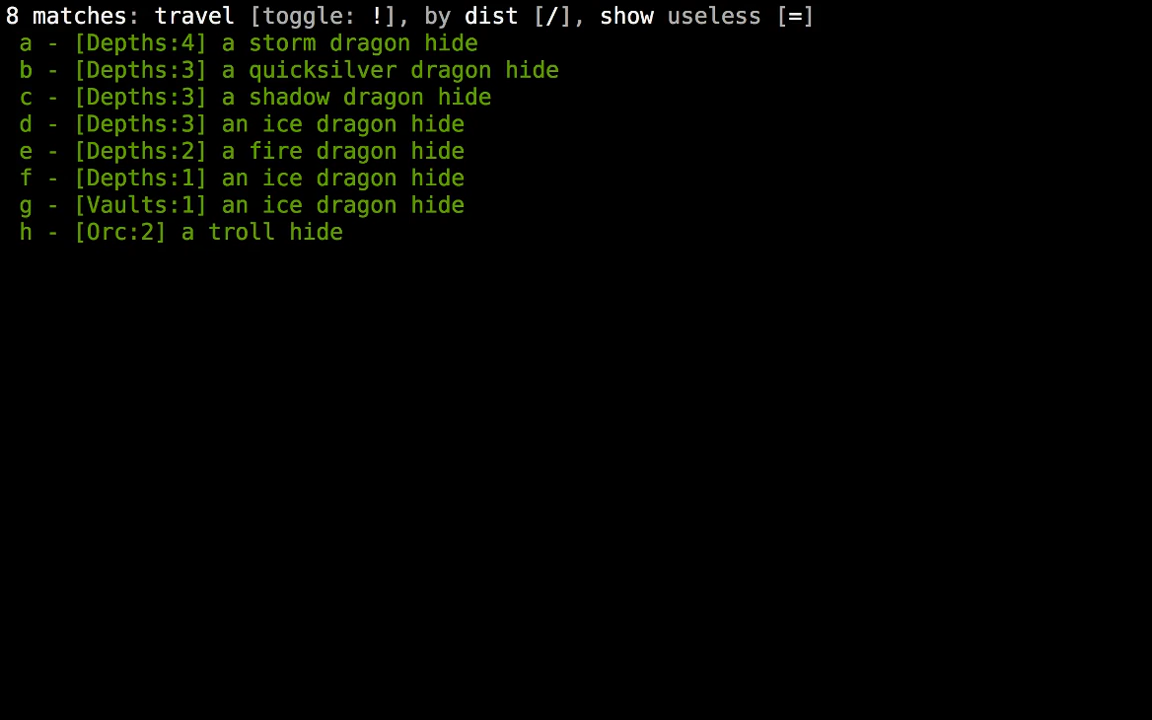 8 matches: travel [toggle: !], by dist [/], show useless [=]
a - [Depths:4] a storm dragon hide
b - [Depths:3] a quicksilver dragon hide
c - [Depths:3] a shadow dragon hide
d - [Depths:3] an ice dragon hide
e - [Depths:2] a fire dragon hide
f - [Depths:1] an ice dragon hide
g - [Vaults:1] an ice dragon hide
h - [Orc:2] a troll hide